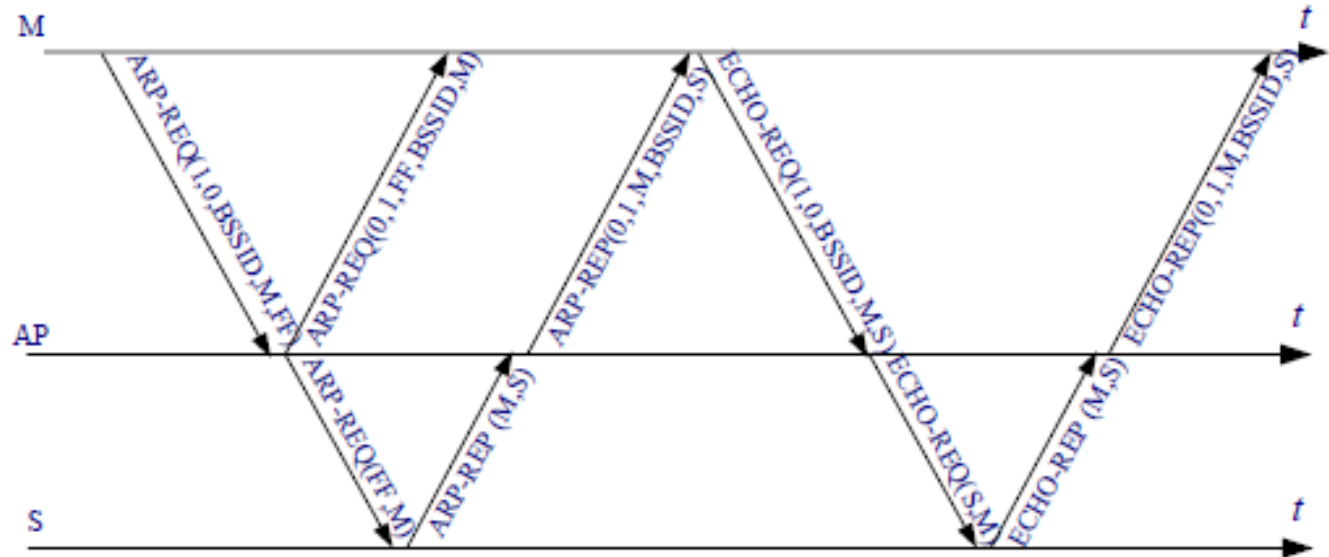 M
t
ARP-REQ(1,0,BSSID,M,FF)
ARP-REQ(0,1,FF,BSSID,M)
ARP-REP(0,1,M,BSSID,S)
ECHO-REQ(1,0,BSSID,M,S)
ECHO-REP(0,1,M,BSSID,S)
AP
t
ARP-REQ(FF,M)
ARP-REP (M,S)
ECHO-REQ(S,M)
ECHO-REP (M,S)
S
t